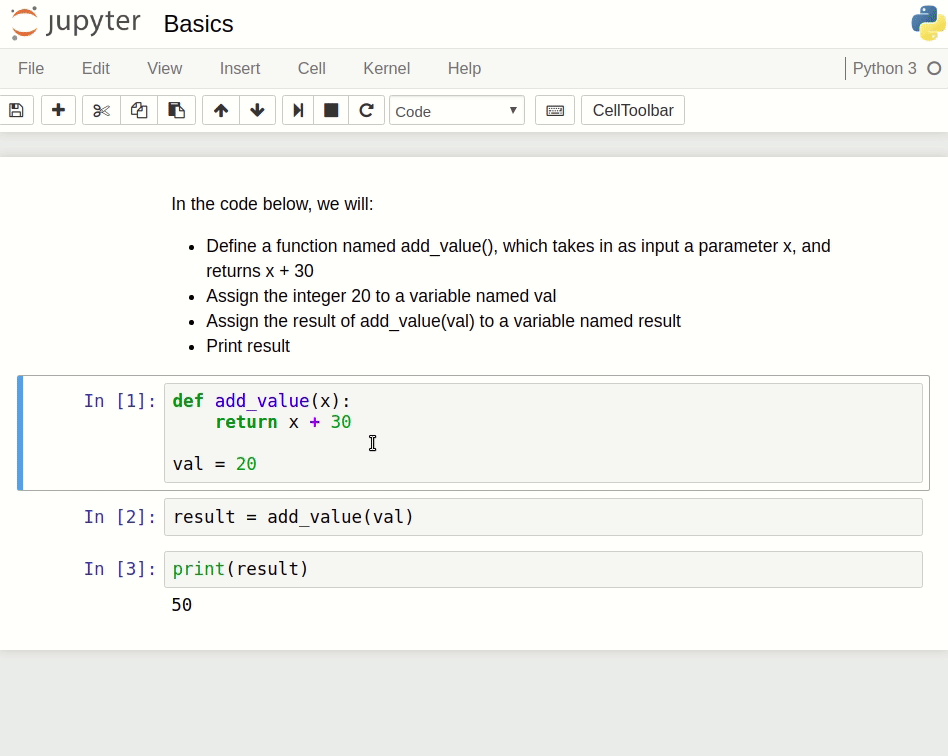 jupyter Basics
File Edit View Insert Cell Kernel Help Python 3
Code CellToolbar
In the code below, we will:
• Define a function named add_value(), which takes in as input a parameter x, and
returns x + 30
• Assign the integer 20 to a variable named val
• Assign the result of add_value(val) to a variable named result
• Print result
In [1]: def add_value(x):
    return x + 30
val = 20
In [2]: result = add_value(val)
In [3]: print(result)
50